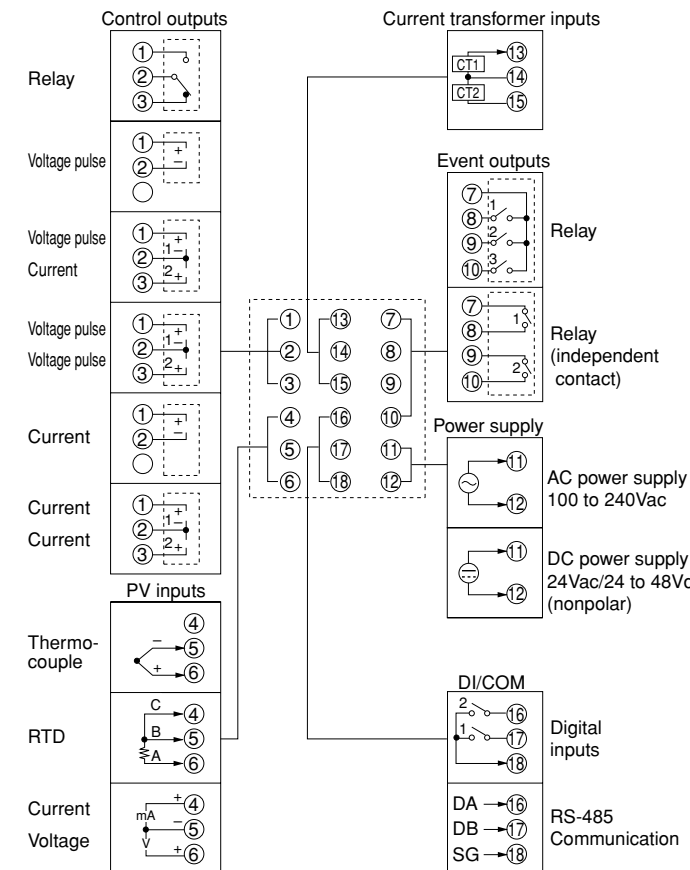 Control outputs
Relay
① ② ③
Voltage pulse
① + ② −
Voltage pulse
Current
① + ② 1− ③ 2+
Voltage pulse
Voltage pulse
① + ② 1− ③ 2+
Current
① + ② −
Current
Current
① + ② 1− ③ 2+
PV inputs
Thermo-
couple
④
− ⑤
+ ⑥
RTD
C ④
B ⑤
A ⑥
Current
Voltage
+ ④
mA
− ⑤
V
+ ⑥
① ⑬ ⑦
② ⑭ ⑧
③ ⑮ ⑨
④ ⑯ ⑩
⑤ ⑰ ⑪
⑥ ⑱ ⑫
Current transformer inputs
⑬
CT1
⑭
CT2
⑮
Event outputs
⑦
1
⑧
2
⑨
3
⑩
Relay
⑦
1
⑧
⑨
2
⑩
Relay
(independent
contact)
Power supply
⑪
⑫
AC power supply
100 to 240Vac
⑪
⑫
DC power supply
24Vac/24 to 48Vd
(nonpolar)
DI/COM
2 ⑯
1 ⑰
⑱
Digital
inputs
DA ⑯
DB ⑰
SG ⑱
RS-485
Communication